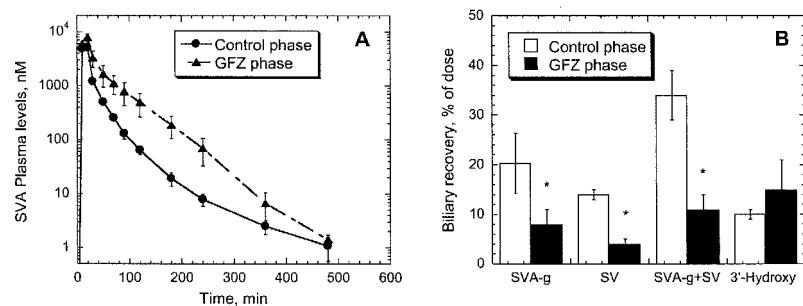 A
Control phase
GFZ phase
SVA Plasma levels, nM
10⁴
1000
100
10
1
0 100 200 300 400 500 600
Time, min
B
Control phase
GFZ phase
Biliary recovery, % of dose
50
40
30
20
10
0
* * *
SVA-g SV SVA-g+SV 3'-Hydroxy